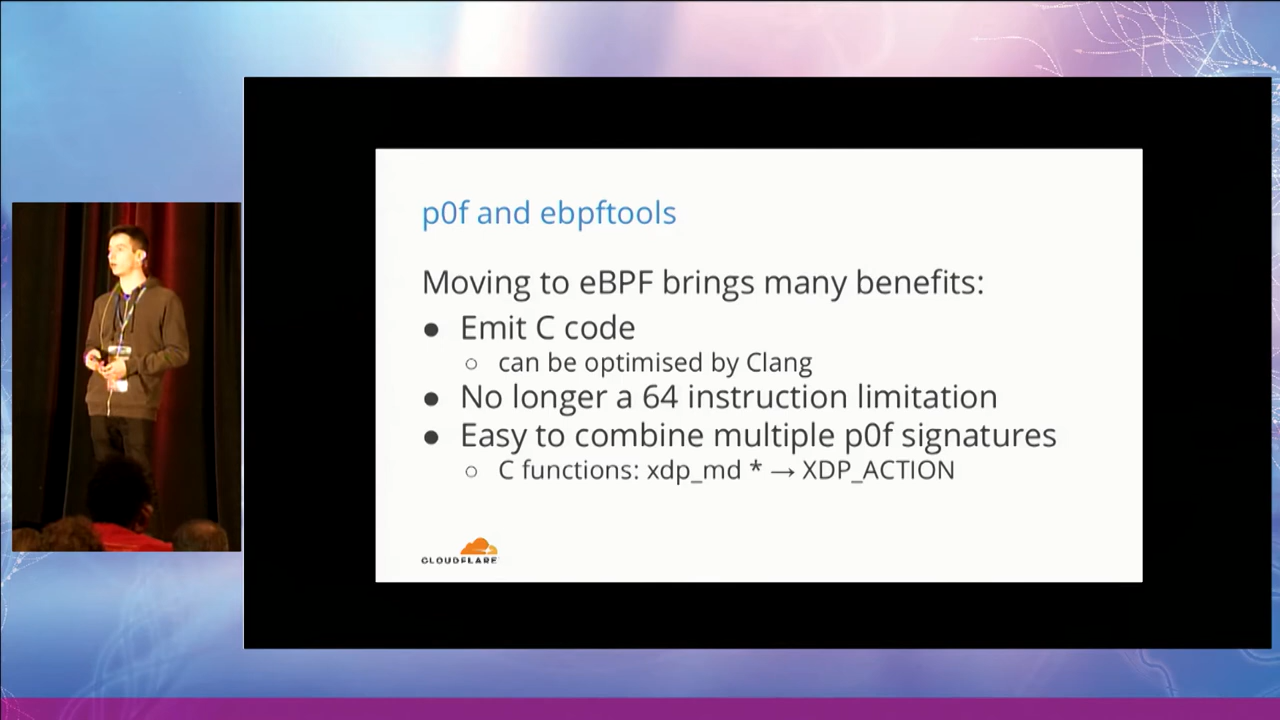 p0f and ebpftools
Moving to eBPF brings many benefits:
● Emit C code
○ can be optimised by Clang
● No longer a 64 instruction limitation
● Easy to combine multiple p0f signatures
○ C functions: xdp_md * → XDP_ACTION
CLOUDFLARE